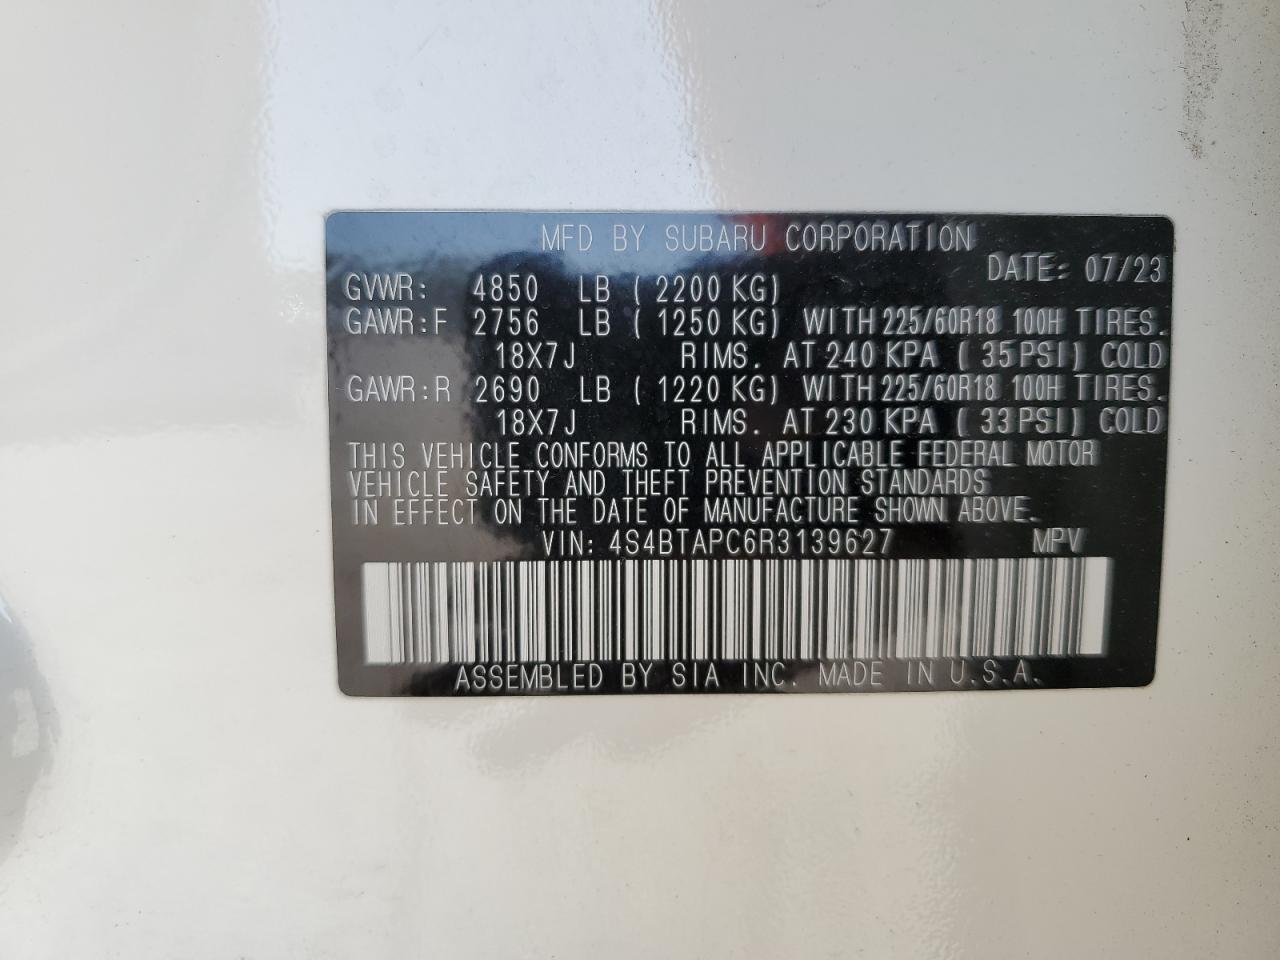 MFD BY SUBARU CORPORATION
DATE: 07/23
GVWR: 4850 LB ( 2200 KG)
GAWR:F 2756 LB ( 1250 KG) WITH 225/60R18 100H TIRES.
18X7J RIMS. AT 240 KPA ( 35 PSI) COLD
GAWR:R 2690 LB ( 1220 KG) WITH 225/60R18 100H TIRES.
18X7J RIMS. AT 230 KPA ( 33 PSI) COLD
THIS VEHICLE CONFORMS TO ALL APPLICABLE FEDERAL MOTOR
VEHICLE SAFETY AND THEFT PREVENTION STANDARDS
IN EFFECT ON THE DATE OF MANUFACTURE SHOWN ABOVE.
VIN: 4S4BTAPC6R3139627 MPV
ASSEMBLED BY SIA INC. MADE IN U.S.A.